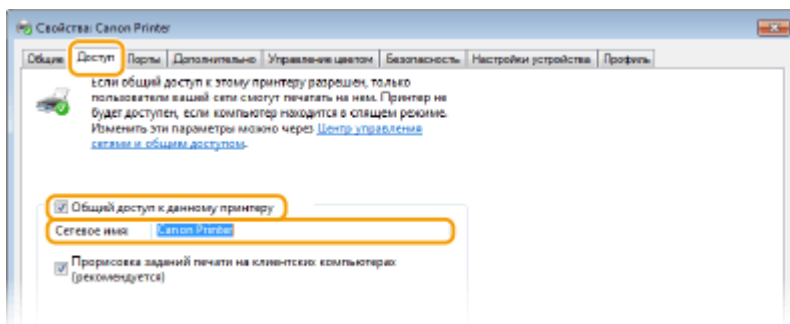 Свойства: Canon Printer
Общие Доступ Порты Дополнительно Управление цветом Безопасность Настройки устройства Профиль
Если общий доступ к этому принтеру разрешен, только
пользователи вашей сети смогут печатать на нем. Принтер не
будет доступен, если компьютер находится в спящем режиме.
Изменить эти параметры можно через Центр управления
сетями и общим доступом.
Общий доступ к данному принтеру
Сетевое имя: Canon Printer
Прорисовка заданий печати на клиентских компьютерах
(рекомендуется)